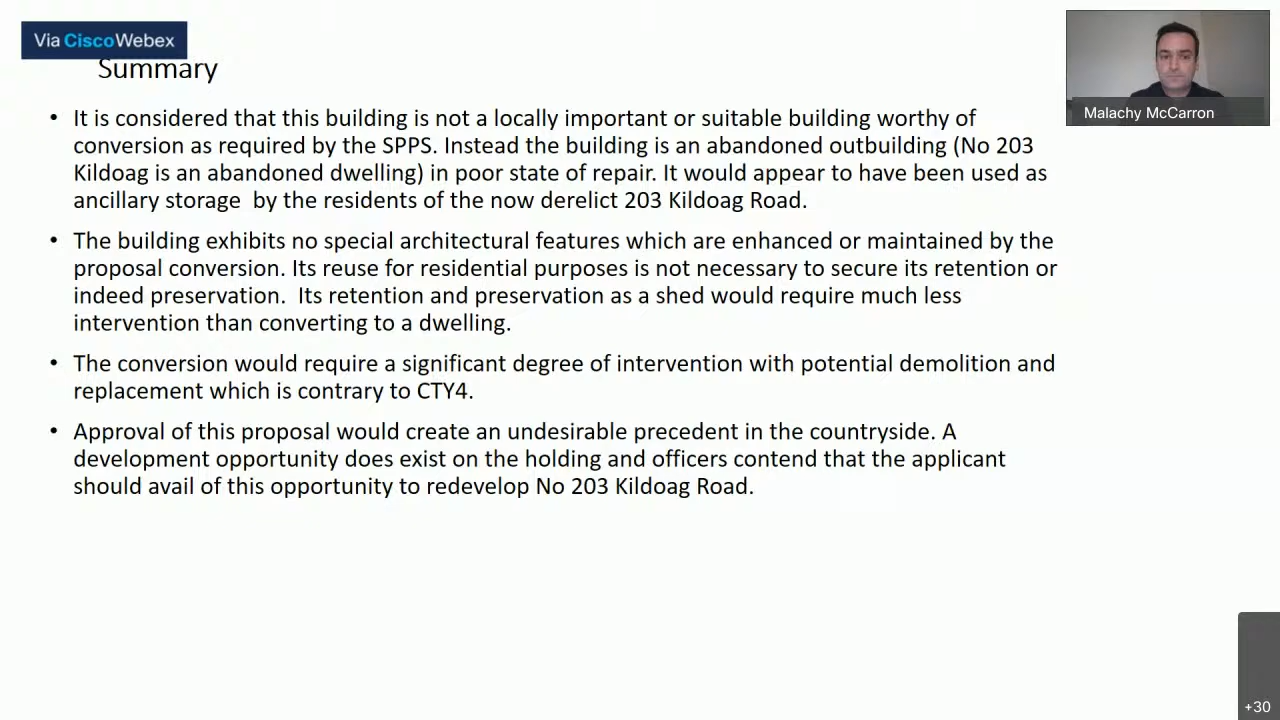 Via CiscoWebex
Summary
Malachy McCarron
• It is considered that this building is not a locally important or suitable building worthy of
conversion as required by the SPPS. Instead the building is an abandoned outbuilding (No 203
Kildoag is an abandoned dwelling) in poor state of repair. It would appear to have been used as
ancillary storage  by the residents of the now derelict 203 Kildoag Road.
• The building exhibits no special architectural features which are enhanced or maintained by the
proposal conversion. Its reuse for residential purposes is not necessary to secure its retention or
indeed preservation.  Its retention and preservation as a shed would require much less
intervention than converting to a dwelling.
• The conversion would require a significant degree of intervention with potential demolition and
replacement which is contrary to CTY4.
• Approval of this proposal would create an undesirable precedent in the countryside. A
development opportunity does exist on the holding and officers contend that the applicant
should avail of this opportunity to redevelop No 203 Kildoag Road.
+30